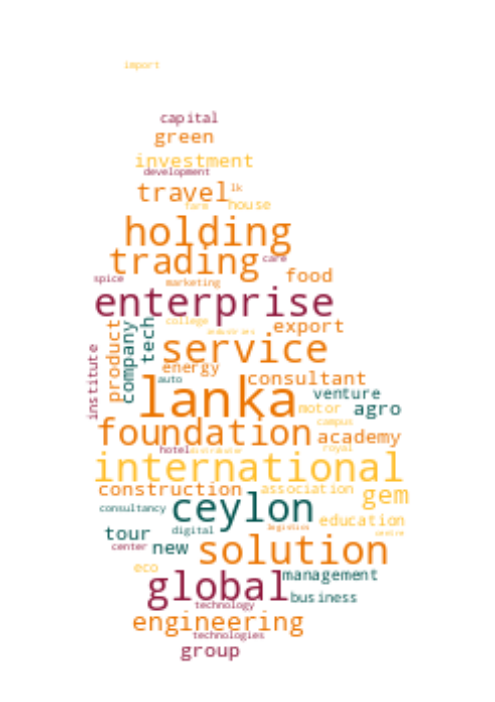 import
capital
green
investment
development
travel lk
farm house
holding
trading care
spice marketing food
enterprise
college export
industries
institute product company tech service
energy
auto consultant
lanka venture
motor agro
campus
foundation academy
hotel distributor royal
international
construction association gem
consultancy ceylon education
tour digital logistics centre
center new solution
eco management
global business
technology
engineering
technologies
group